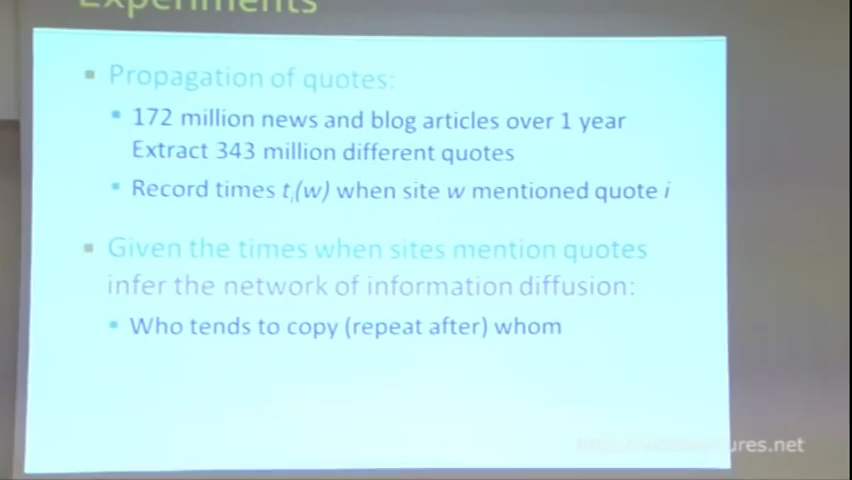 Experiments
Propagation of quotes:
172 million news and blog articles over 1 year
Extract 343 million different quotes
Record times tᵢ(w) when site w mentioned quote i
Given the times when sites mention quotes
infer the network of information diffusion:
Who tends to copy (repeat after) whom